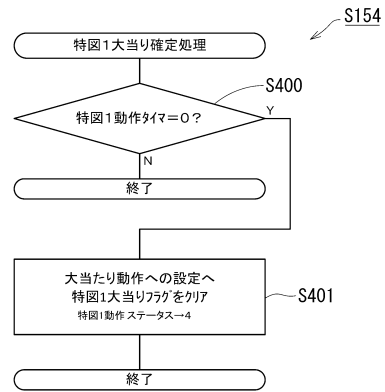 S154
特図1大当り確定処理
S400
特図1動作ﾀｲﾏ＝0？
Y
N
終了
大当たり動作への設定へ
特図1大当りﾌﾗｸﾞをクリア
特図1動作 ステータス→4
S401
終了